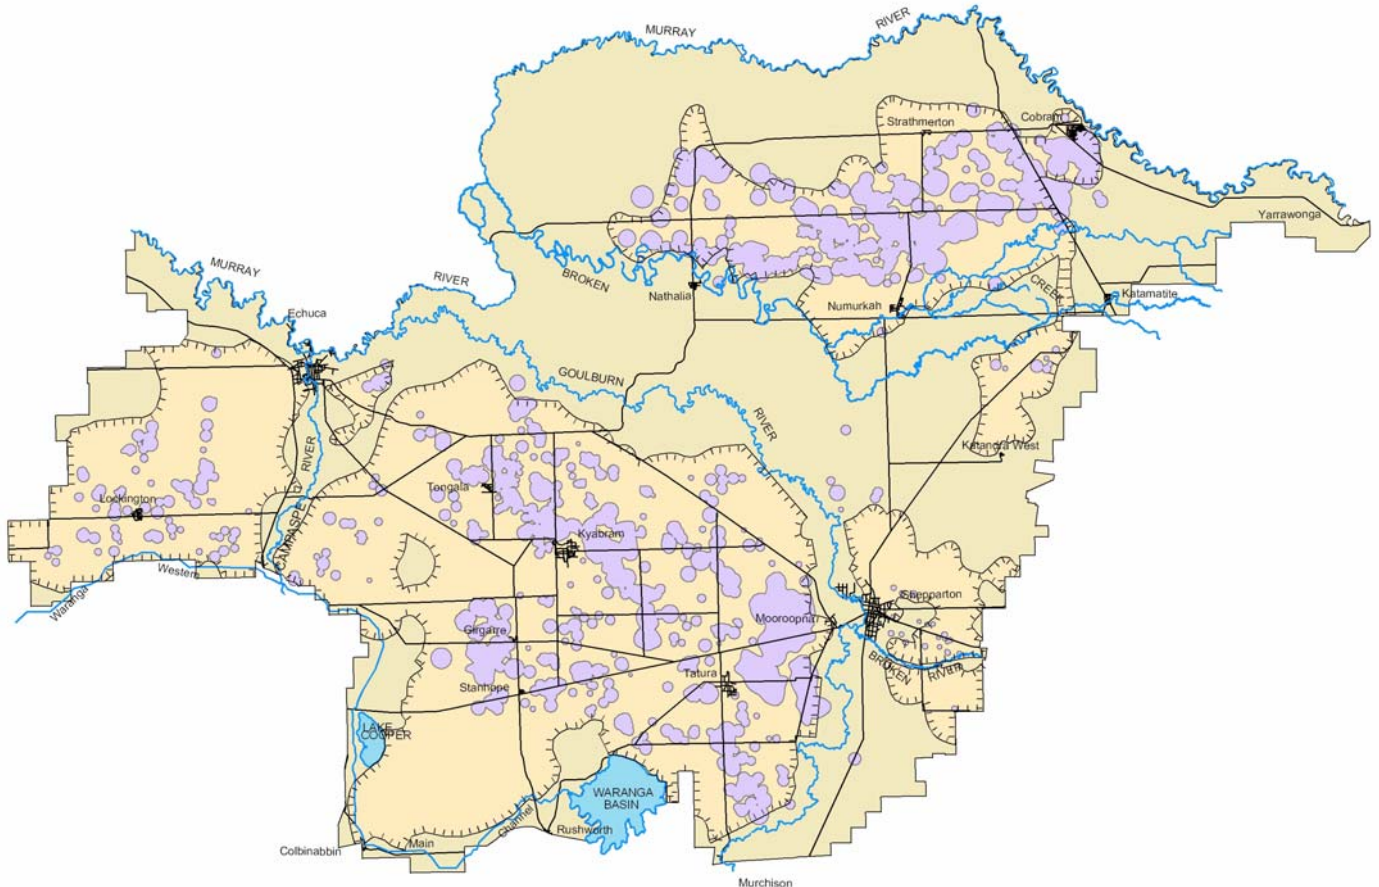 MURRAY
RIVER
Strathmerton
Cobram
Yarrawonga
MURRAY
RIVER
BROKEN
CREEK
Nathalia
Numurkah
Katamatite
Echuca
GOULBURN
RIVER
Katandra West
CAMPASPE
RIVER
Lockington
Tongala
Kyabram
Waranga
Western
Shepparton
Mooroopna
Girgarre
BROKEN
RIVER
Tatura
Stanhope
LAKE
COOPER
WARANGA
BASIN
Channel
Rushworth
Main
Colbinabbin
Murchison